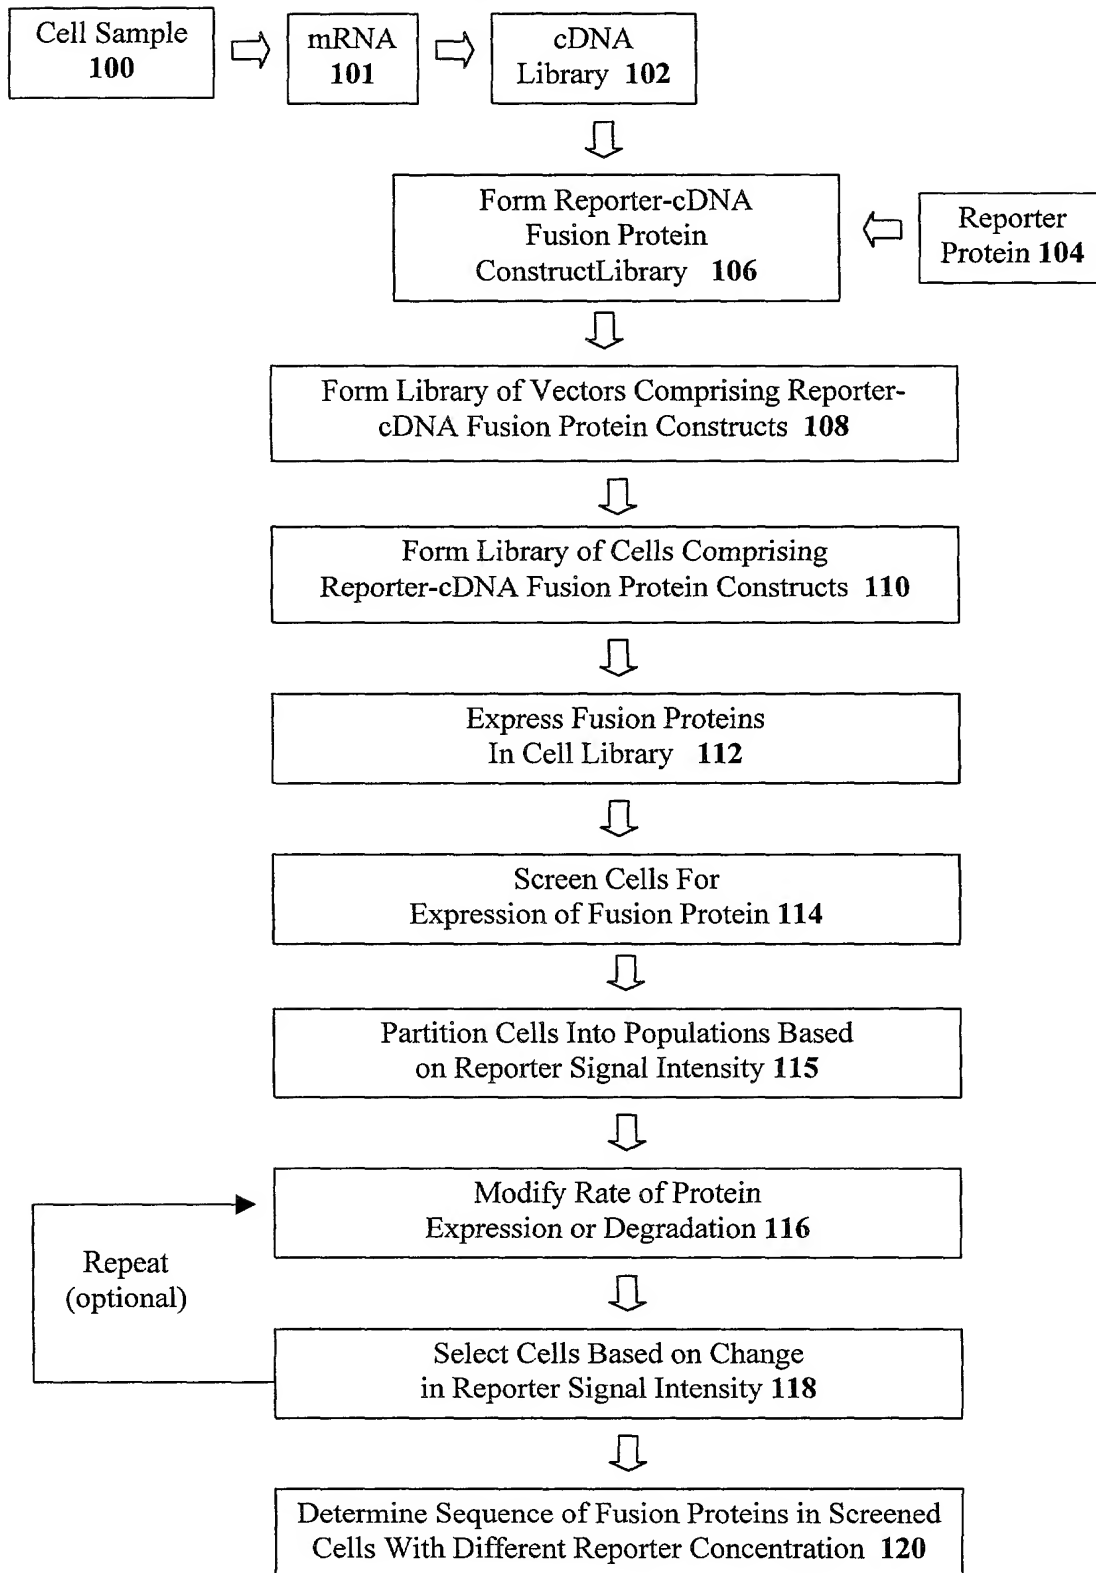 Cell Sample
100
mRNA
101
cDNA
Library 102
Form Reporter-cDNA
Fusion Protein
ConstructLibrary 106
Reporter
Protein 104
Form Library of Vectors Comprising Reporter-
cDNA Fusion Protein Constructs 108
Form Library of Cells Comprising
Reporter-cDNA Fusion Protein Constructs 110
Express Fusion Proteins
In Cell Library 112
Screen Cells For
Expression of Fusion Protein 114
Partition Cells Into Populations Based
on Reporter Signal Intensity 115
Modify Rate of Protein
Expression or Degradation 116
Repeat
(optional)
Select Cells Based on Change
in Reporter Signal Intensity 118
Determine Sequence of Fusion Proteins in Screened
Cells With Different Reporter Concentration 120